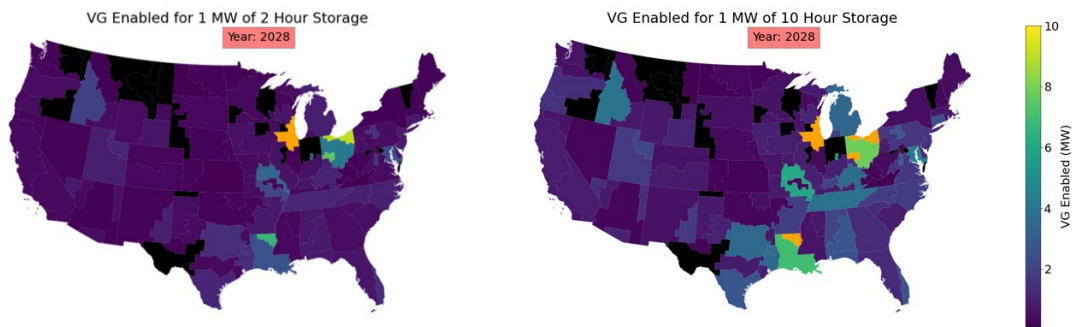 VG Enabled for 1 MW of 2 Hour Storage
Year: 2028
VG Enabled for 1 MW of 10 Hour Storage
Year: 2028
10
8
6
4
2
VG Enabled (MW)